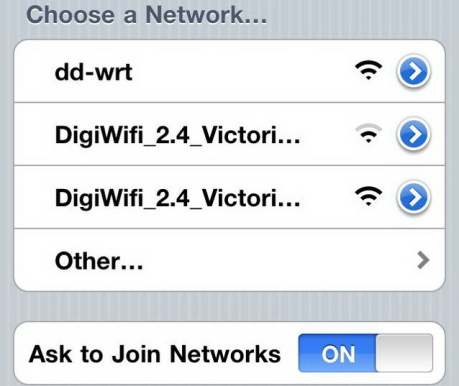 Choose a Network...
dd-wrt
DigiWifi_2.4_Victori...
DigiWifi_2.4_Victori...
Other...
Ask to Join Networks ON